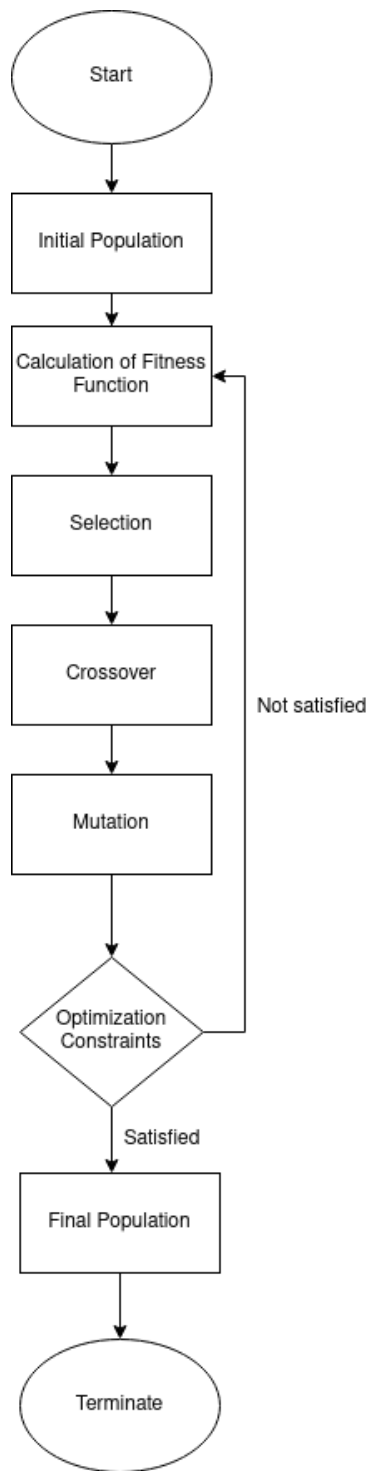 Start
Initial Population
Calculation of Fitness
Function
Selection
Crossover
Not satisfied
Mutation
Optimization
Constraints
Satisfied
Final Population
Terminate